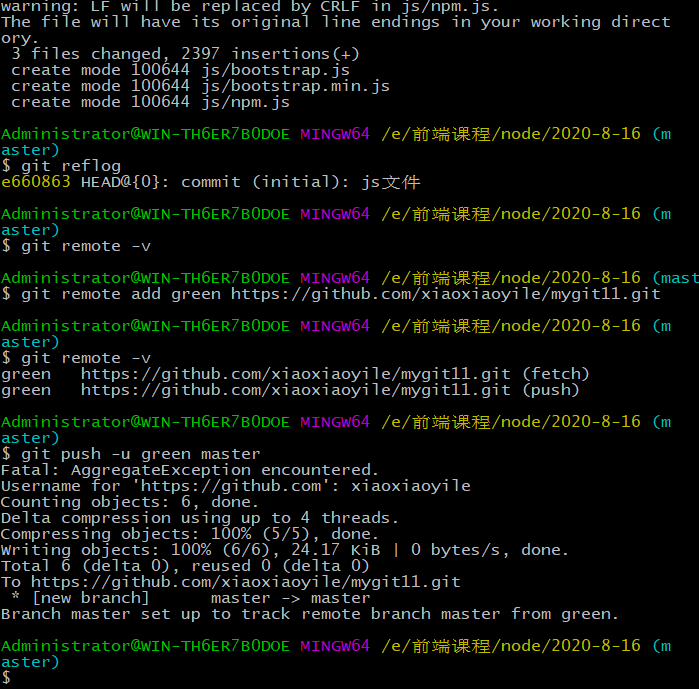 warning: LF will be replaced by CRLF in js/npm.js.
The file will have its original line endings in your working direct
ory.
 3 files changed, 2397 insertions(+)
 create mode 100644 js/bootstrap.js
 create mode 100644 js/bootstrap.min.js
 create mode 100644 js/npm.js
Administrator@WIN-TH6ER7B0DOE MINGW64 /e/前端课程/node/2020-8-16 (m
aster)
$ git reflog
e660863 HEAD@{0}: commit (initial): js文件
Administrator@WIN-TH6ER7B0DOE MINGW64 /e/前端课程/node/2020-8-16 (m
aster)
$ git remote -v
Administrator@WIN-TH6ER7B0DOE MINGW64 /e/前端课程/node/2020-8-16 (mast
$ git remote add green https://github.com/xiaoxiaoyile/mygit11.git
Administrator@WIN-TH6ER7B0DOE MINGW64 /e/前端课程/node/2020-8-16 (m
aster)
$ git remote -v
green   https://github.com/xiaoxiaoyile/mygit11.git (fetch)
green   https://github.com/xiaoxiaoyile/mygit11.git (push)
Administrator@WIN-TH6ER7B0DOE MINGW64 /e/前端课程/node/2020-8-16 (m
aster)
$ git push -u green master
Fatal: AggregateException encountered.
Username for 'https://github.com': xiaoxiaoyile
Counting objects: 6, done.
Delta compression using up to 4 threads.
Compressing objects: 100% (5/5), done.
Writing objects: 100% (6/6), 24.17 KiB | 0 bytes/s, done.
Total 6 (delta 0), reused 0 (delta 0)
To https://github.com/xiaoxiaoyile/mygit11.git
 * [new branch]      master -> master
Branch master set up to track remote branch master from green.
Administrator@WIN-TH6ER7B0DOE MINGW64 /e/前端课程/node/2020-8-16 (m
aster)
$